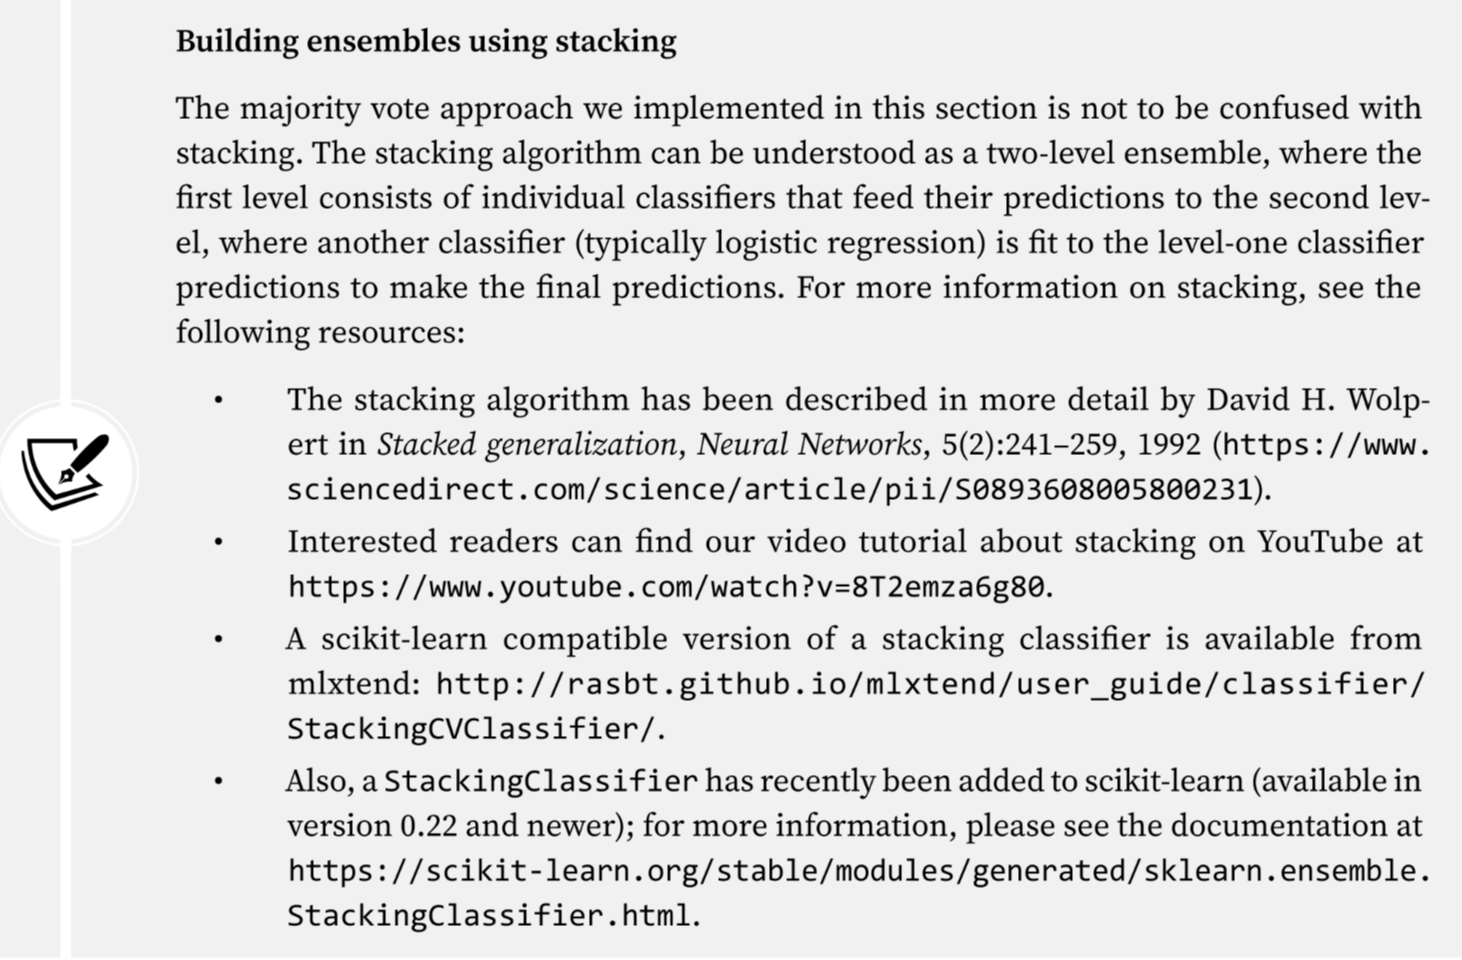 Building ensembles using stacking
The majority vote approach we implemented in this section is not to be confused with
stacking. The stacking algorithm can be understood as a two-level ensemble, where the
first level consists of individual classifiers that feed their predictions to the second lev-
el, where another classifier (typically logistic regression) is fit to the level-one classifier
predictions to make the final predictions. For more information on stacking, see the
following resources:
• The stacking algorithm has been described in more detail by David H. Wolp-
ert in Stacked generalization, Neural Networks, 5(2):241–259, 1992 (https://www.
sciencedirect.com/science/article/pii/S0893608005800231).
• Interested readers can find our video tutorial about stacking on YouTube at
https://www.youtube.com/watch?v=8T2emza6g80.
• A scikit-learn compatible version of a stacking classifier is available from
mlxtend: http://rasbt.github.io/mlxtend/user_guide/classifier/
StackingCVClassifier/.
• Also, a StackingClassifier has recently been added to scikit-learn (available in
version 0.22 and newer); for more information, please see the documentation at
https://scikit-learn.org/stable/modules/generated/sklearn.ensemble.
StackingClassifier.html.